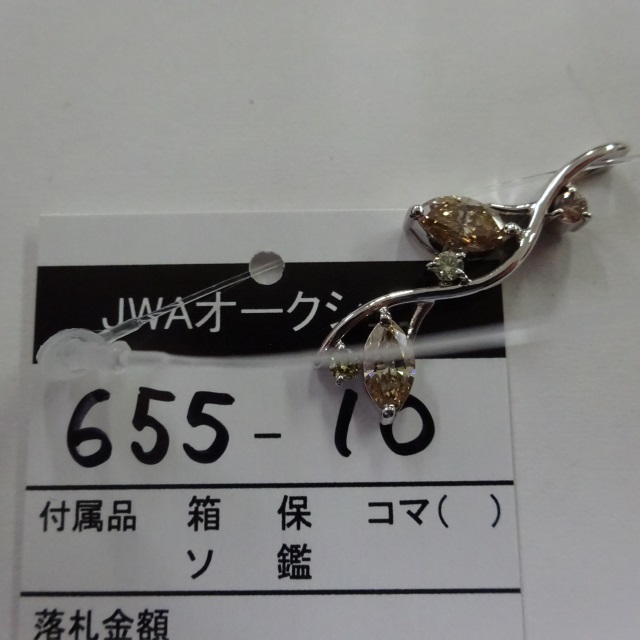 JWAオークシ
655-10
付属品 箱 保 コマ( )
ソ 鑑
落札金額